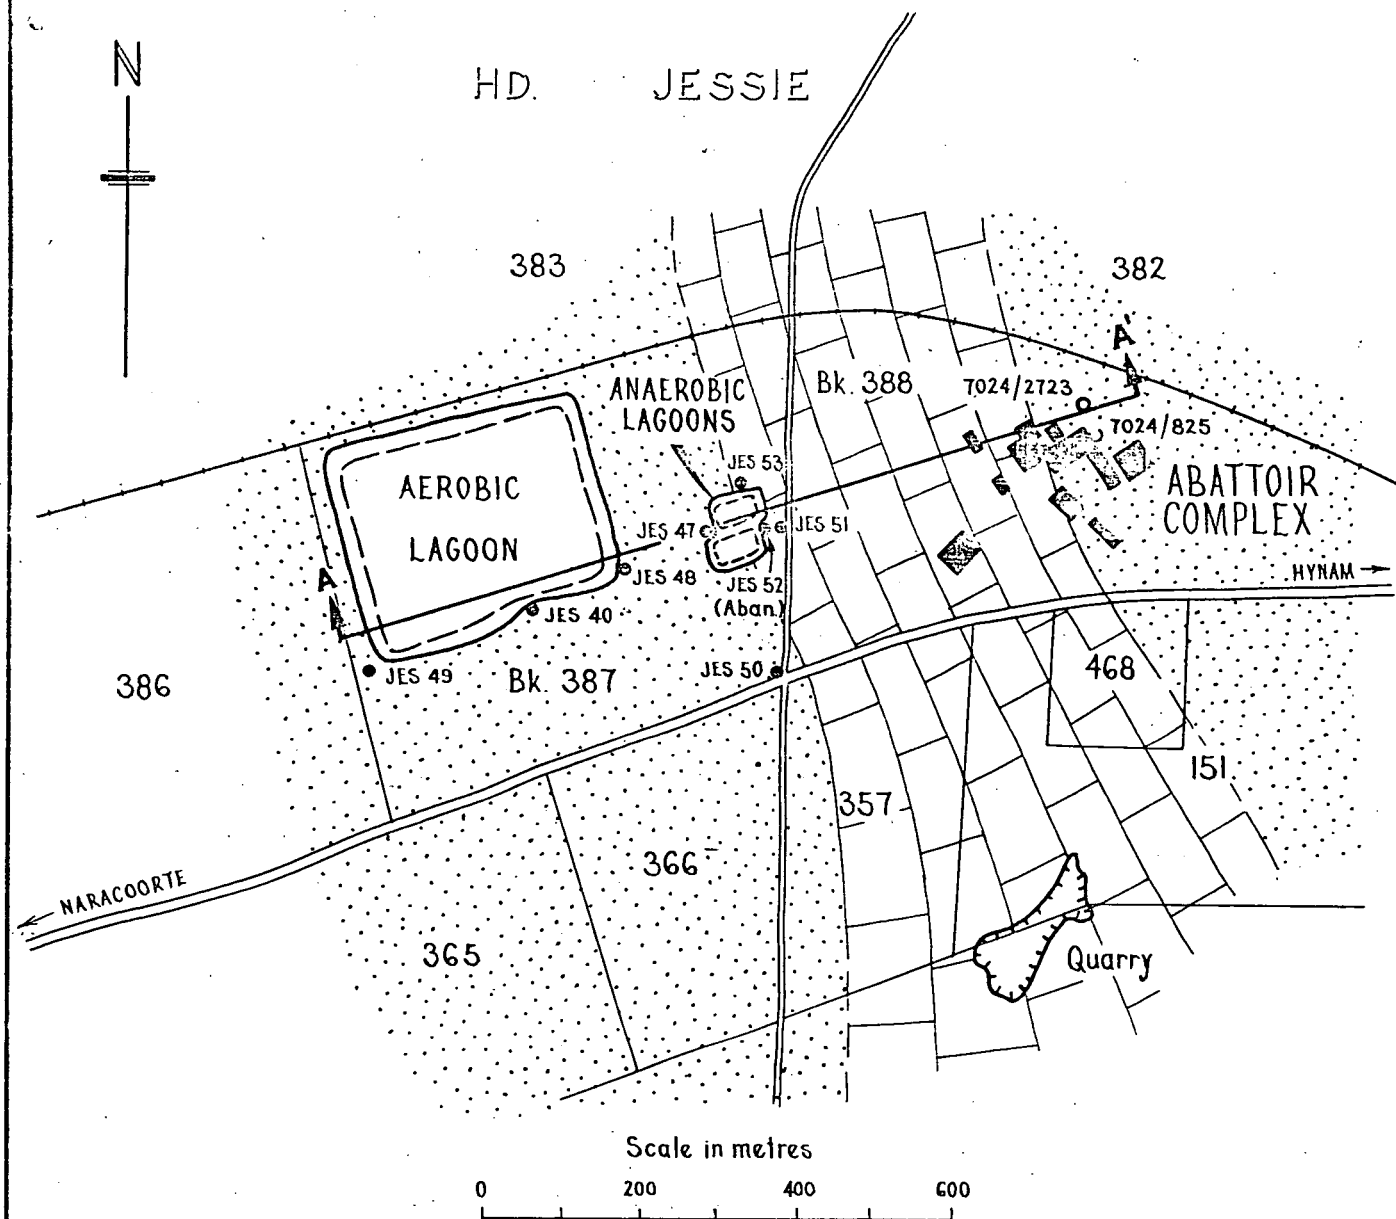 N
HD. JESSIE
383
382
A'
ANAEROBIC
LAGOONS
Bk. 388
7024/2723
7024/825
JES 53
AEROBIC
LAGOON
ABATTOIR
COMPLEX
JES 47
JES 51
JES 48
JES 52
(Aban.)
HYNAM
A
JES 40
JES 49
JES 50
386
Bk. 387
468
151
357
366
NARACOORTE
365
Quarry
Scale in metres
0 200 400 600